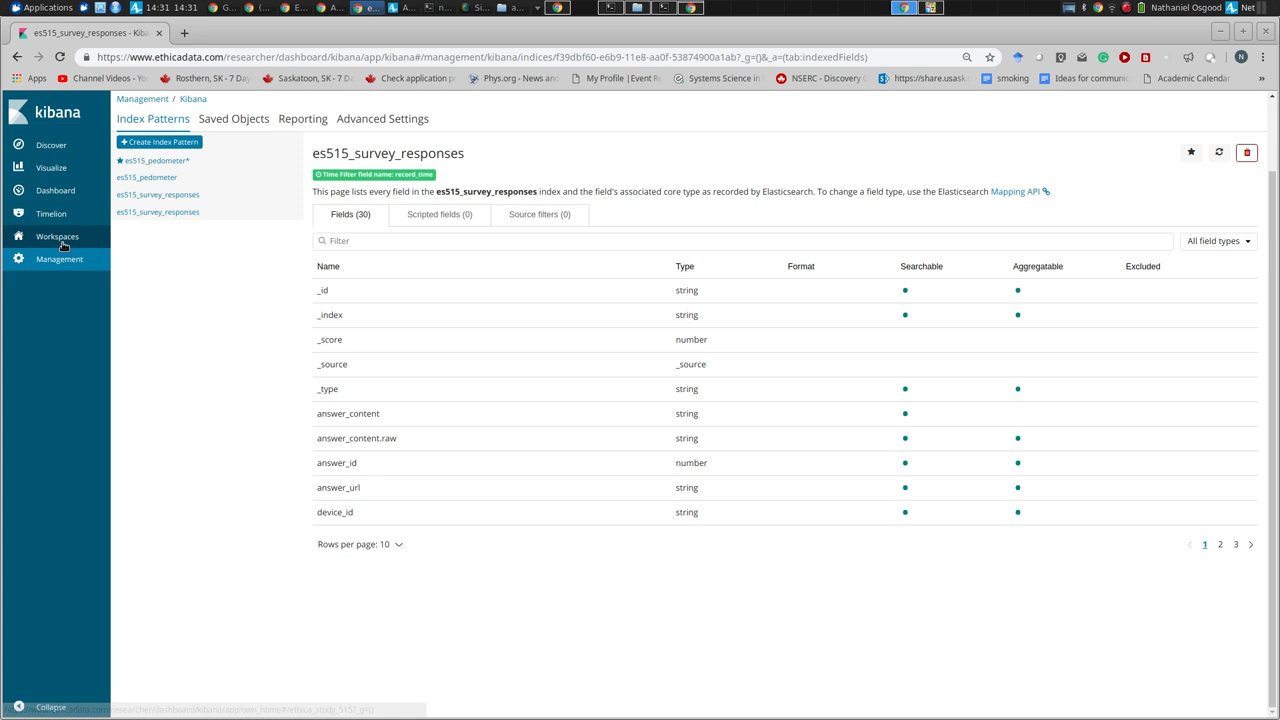 Applications
14:31 14:31
G...
(...
E...
A...
e...
A...
n...
S...
a...
Nathaniel Osgood
Net
es515_survey_responses - Kiba
https://www.ethicadata.com/researcher/dashboard/kibana/app/kibana#/management/kibana/indices/f39dbf60-e6b9-11e8-aa0f-53874900a1ab?_g=()&_a=(tab:indexedFields)
Apps
Channel Videos - Yo
Rosthern, SK - 7 Day
Saskatoon, SK - 7 D
Check application p
Phys.org - News and
My Profile | Event R
Systems Science in
NSERC - Discovery G
https://share.usask
smoking
Ideas for communic
Academic Calendar
kibana
Discover
Visualize
Dashboard
Timelion
Workspaces
Management
Collapse
Management / Kibana
Index Patterns
Saved Objects
Reporting
Advanced Settings
Create Index Pattern
es515_pedometer*
es515_pedometer
es515_survey_responses
es515_survey_responses
es515_survey_responses
Time Filter field name: record_time
This page lists every field in the es515_survey_responses index and the field's associated core type as recorded by Elasticsearch. To change a field type, use the Elasticsearch Mapping API
Fields (30)
Scripted fields (0)
Source filters (0)
Filter
All field types
Name Type Format Searchable Aggregatable Excluded
_id string
_index string
_score number
_source _source
_type string
answer_content string
answer_content.raw string
answer_id number
answer_url string
device_id string
Rows per page: 10
1 2 3